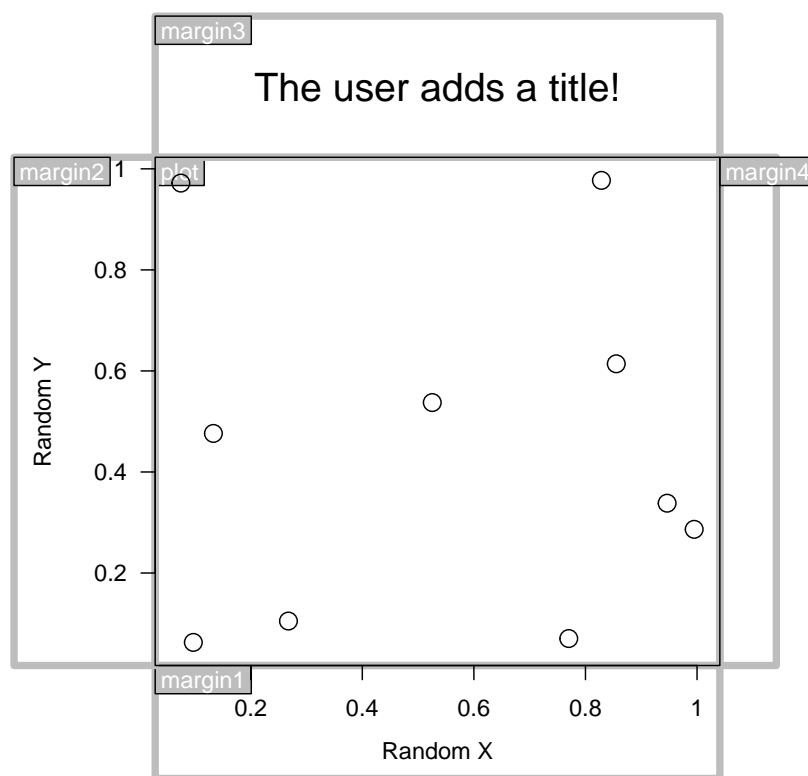 margin3
The user adds a title!
margin2
1
plot
margin4
0.8
0.6
Random Y
0.4
0.2
margin1
0.2
0.4
0.6
0.8
1
Random X